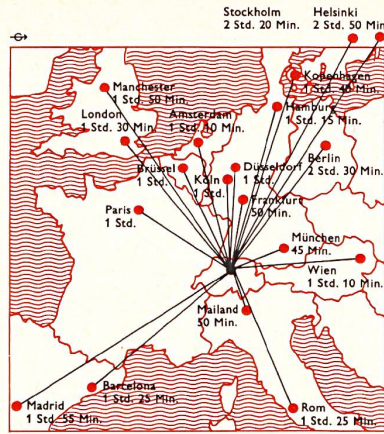 Stockholm
2 Std. 20 Min.
Helsinki
2 Std. 50 Min.
Kopenhagen
1 Std. 40 Min.
Manchester
1 Std. 50 Min.
Hamburg
1 Std. 15 Min.
London
1 Std. 30 Min.
Amsterdam
1 Std. 10 Min.
Berlin
2 Std. 30 Min.
Brüssel
1 Std.
Köln
1 Std.
Düsseldorf
1 Std.
Frankfurt
50 Min.
Paris
1 Std.
München
45 Min.
Wien
1 Std. 10 Min.
Mailand
50 Min.
Barcelona
1 Std. 25 Min.
Madrid
1 Std. 55 Min.
Rom
1 Std. 25 Min.